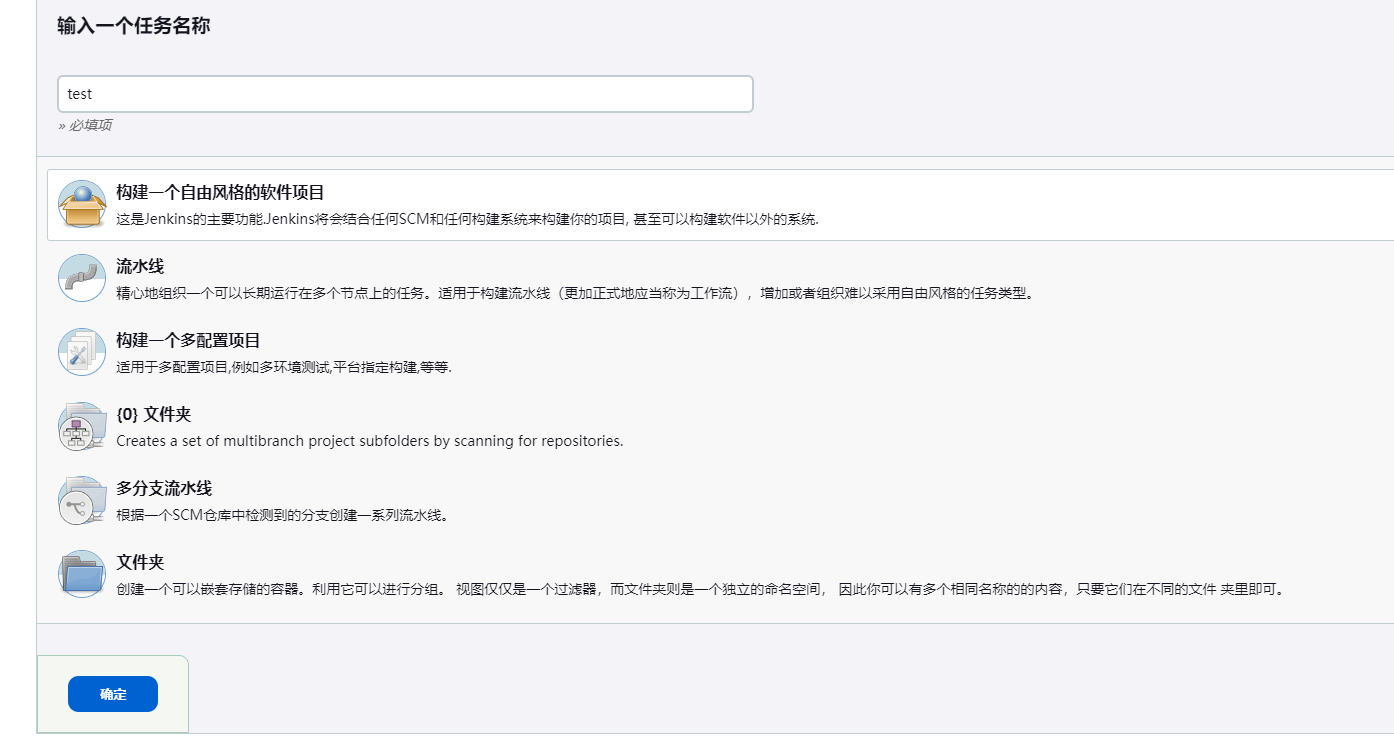 输入一个任务名称
test
» 必填项
构建一个自由风格的软件项目
这是Jenkins的主要功能.Jenkins将会结合任何SCM和任何构建系统来构建你的项目, 甚至可以构建软件以外的系统.
流水线
精心地组织一个可以长期运行在多个节点上的任务。适用于构建流水线（更加正式地应当称为工作流），增加或者组织难以采用自由风格的任务类型。
构建一个多配置项目
适用于多配置项目,例如多环境测试,平台指定构建,等等.
{0} 文件夹
Creates a set of multibranch project subfolders by scanning for repositories.
多分支流水线
根据一个SCM仓库中检测到的分支创建一系列流水线。
文件夹
创建一个可以嵌套存储的容器。利用它可以进行分组。 视图仅仅是一个过滤器，而文件夹则是一个独立的命名空间， 因此你可以有多个相同名称的的内容，只要它们在不同的文件 夹里即可。
确定